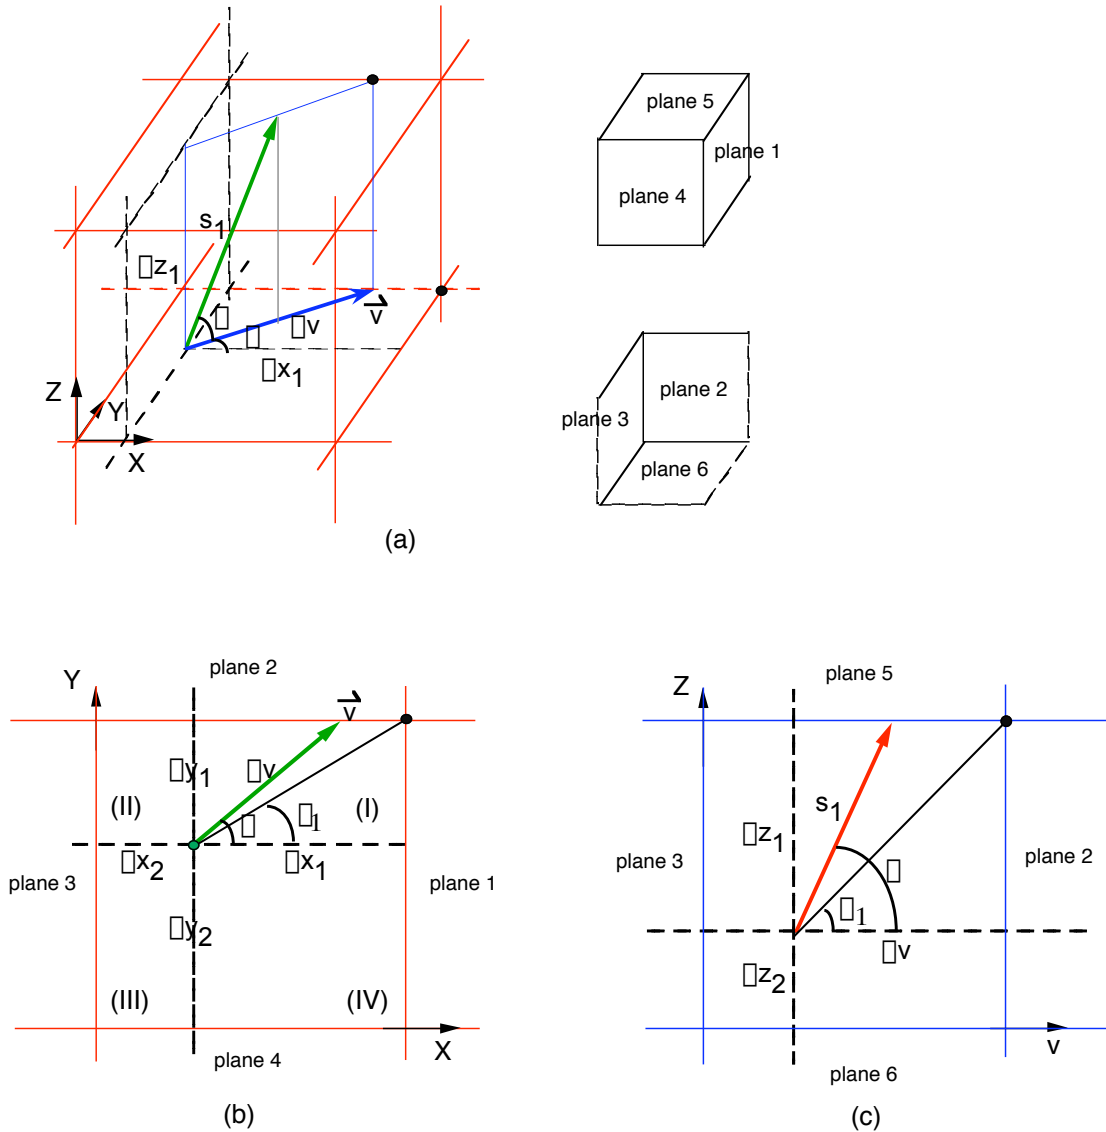 plane 5
plane 1
plane 4
s1
▯z1
▯
v
▯v
▯
▯x1
plane 2
plane 3
plane 6
Z
Y
X
(a)
plane 2
Y
v
▯y1
▯v
(II)
▯1
▯
(I)
▯x2
▯x1
plane 3
plane 1
▯y2
(III)
(IV)
X
plane 4
(b)
plane 5
Z
s1
▯z1
plane 3
plane 2
▯
▯1
▯v
▯z2
v
plane 6
(c)